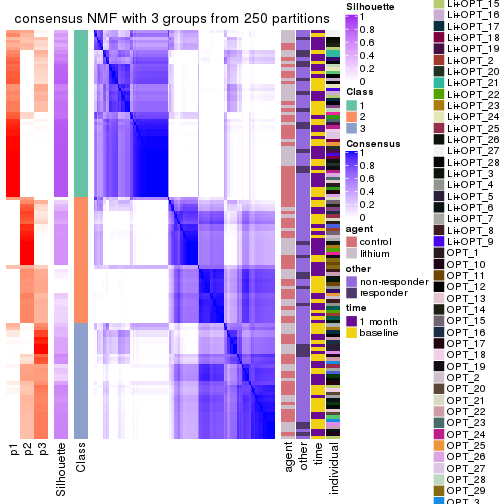 consensus NMF with 3 groups from 250 partitions
p1
p2
p3
Silhouette
Class
agent
other
time
individual
Silhouette
1
0.8
0.6
0.4
0.2
0
Class
1
2
3
Consensus
1
0.8
0.6
0.4
0.2
0
agent
control
lithium
other
non-responder
responder
time
1 month
baseline
Li+OPT_15
Li+OPT_16
Li+OPT_17
Li+OPT_18
Li+OPT_19
Li+OPT_2
Li+OPT_20
Li+OPT_21
Li+OPT_22
Li+OPT_23
Li+OPT_24
Li+OPT_25
Li+OPT_26
Li+OPT_27
Li+OPT_28
Li+OPT_3
Li+OPT_4
Li+OPT_5
Li+OPT_6
Li+OPT_7
Li+OPT_8
Li+OPT_9
OPT_1
OPT_10
OPT_11
OPT_12
OPT_13
OPT_14
OPT_15
OPT_16
OPT_17
OPT_18
OPT_19
OPT_2
OPT_20
OPT_21
OPT_22
OPT_23
OPT_24
OPT_25
OPT_26
OPT_27
OPT_28
OPT_29
OPT_3